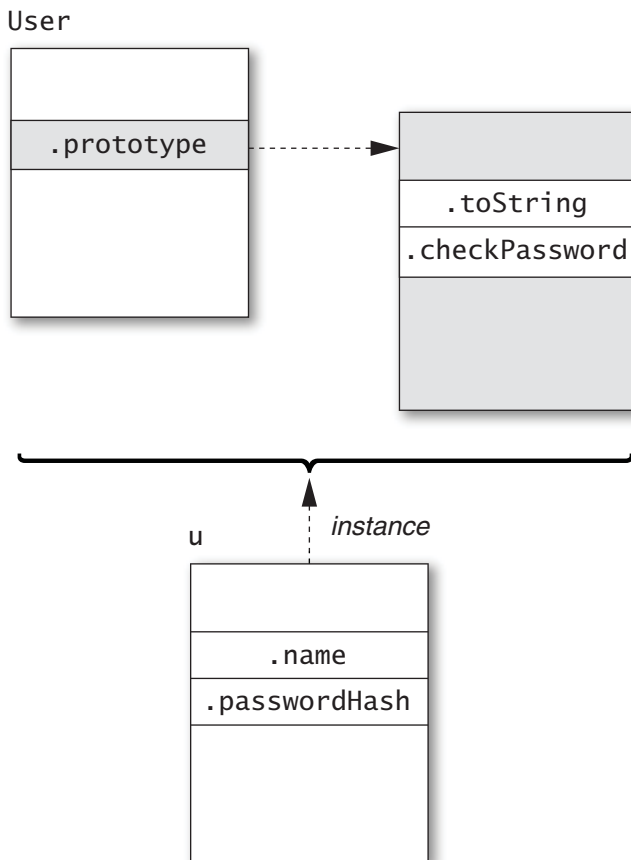 User
.prototype
.toString
.checkPassword
instance
u
.name
.passwordHash